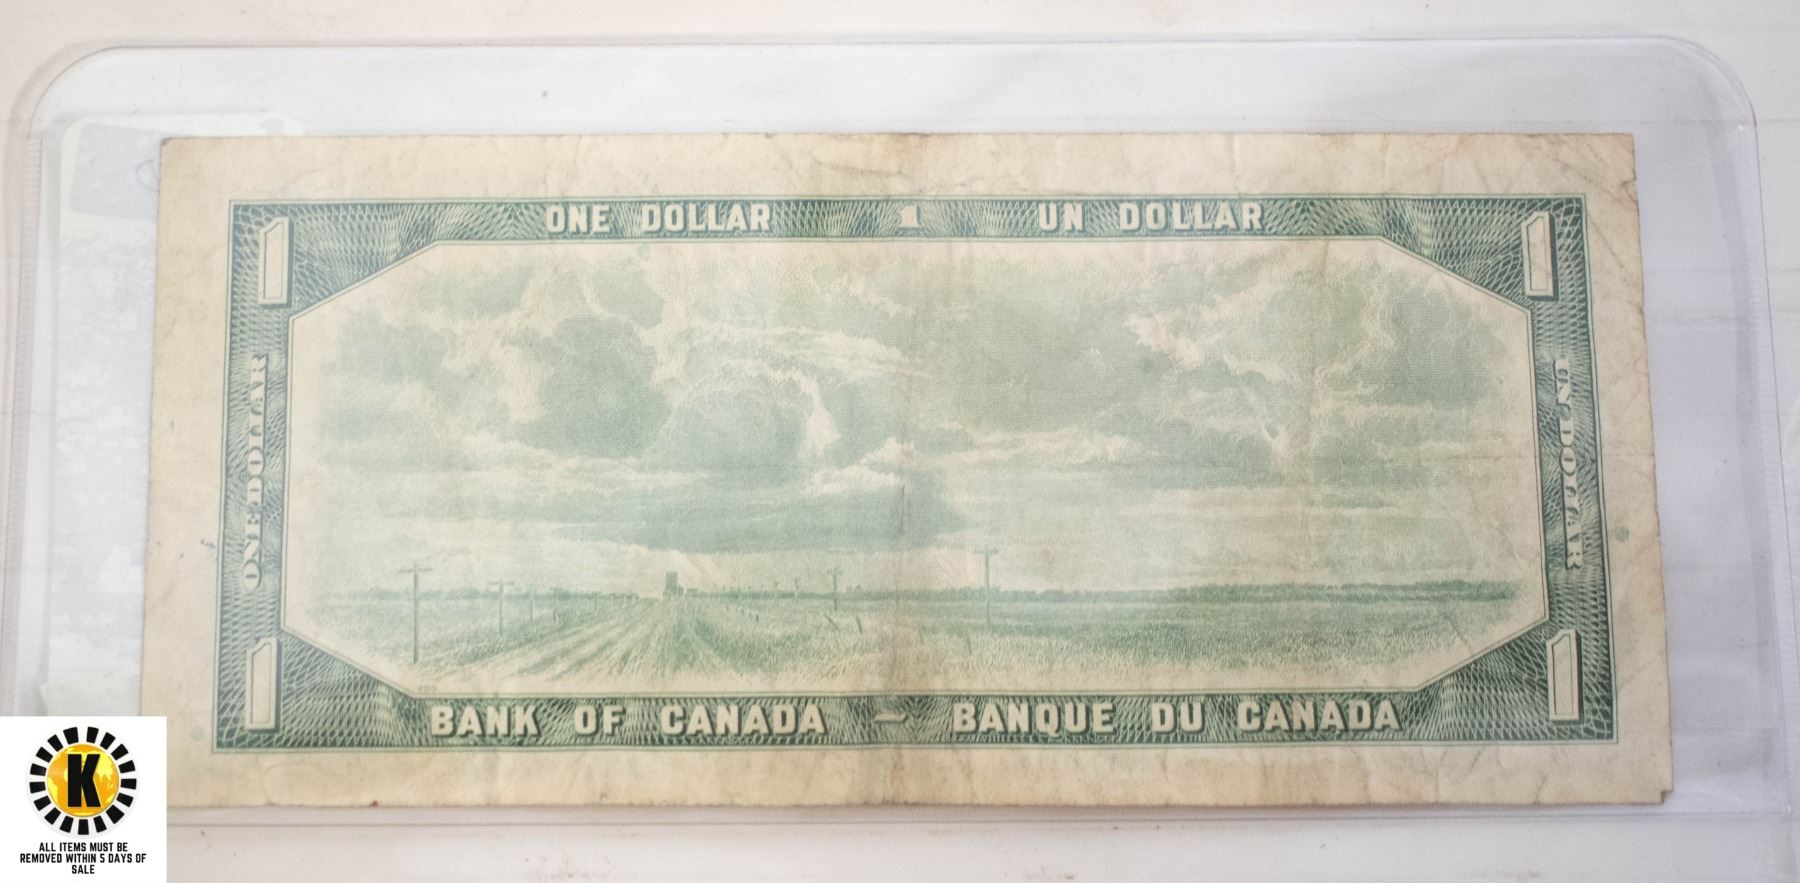 ONE DOLLAR 1 UN DOLLAR
1
1
ONE DOLLAR
UN DOLLAR
1
1
BANK OF CANADA – BANQUE DU CANADA
K
ALL ITEMS MUST BE
REMOVED WITHIN 5 DAYS OF
SALE